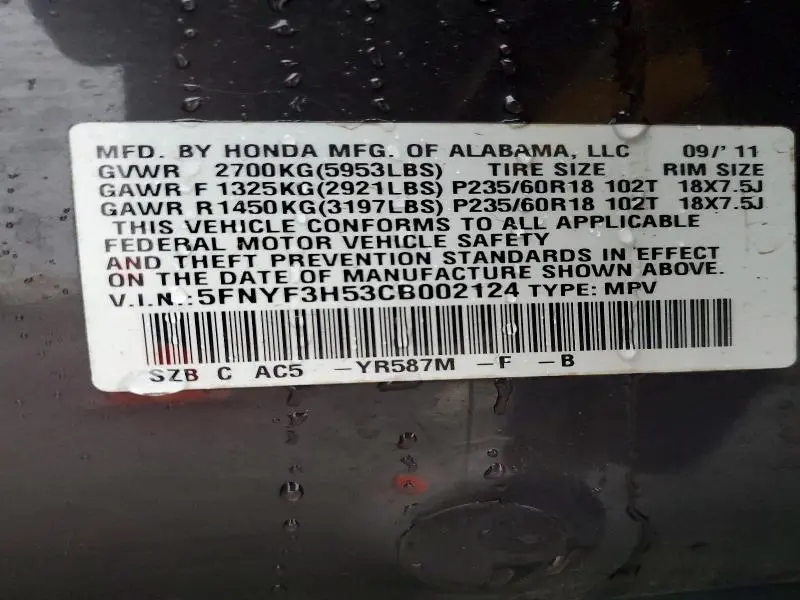 MFD. BY HONDA MFG. OF ALABAMA, LLC 09/'11
GVWR 2700KG(5953LBS) TIRE SIZE RIM SIZE
GAWR F 1325KG(2921LBS) P235/60R18 102T 18X7.5J
GAWR R1450KG(3197LBS) P235/60R18 102T 18X7.5J
THIS VEHICLE CONFORMS TO ALL APPLICABLE
FEDERAL MOTOR VEHICLE SAFETY
AND THEFT PREVENTION STANDARDS IN EFFECT
ON THE DATE OF MANUFACTURE SHOWN ABOVE.
V.I.N.:5FNYF3H53CB002124 TYPE: MPV
SZB C AC5 -YR587M -F -B